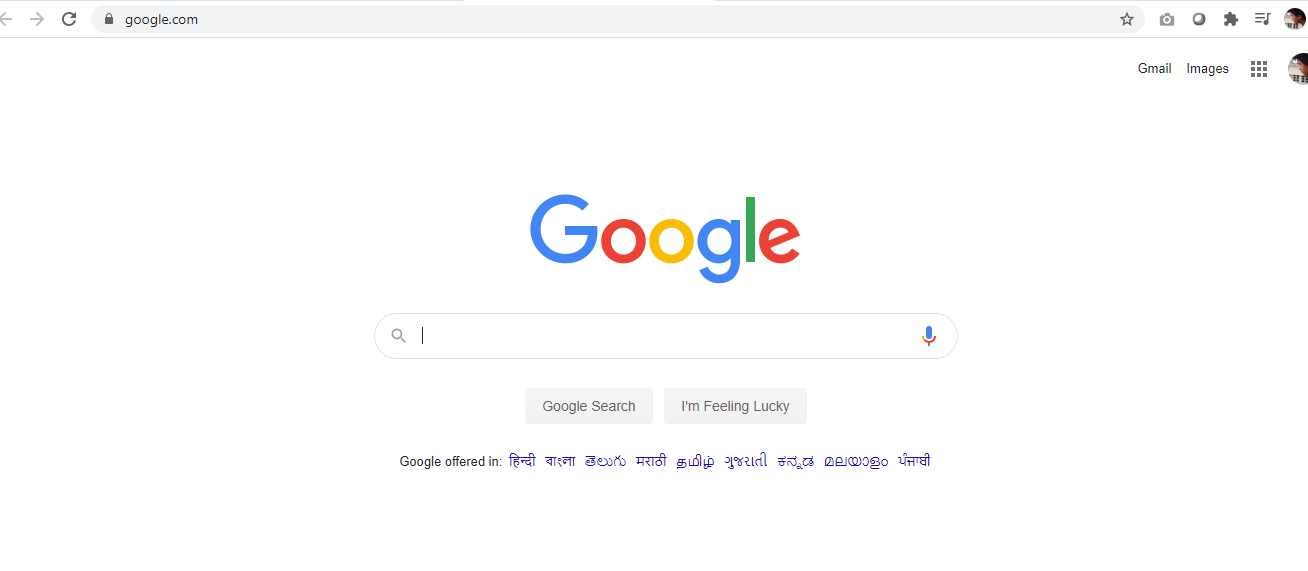 google.com
Gmail Images
Google
Google Search I'm Feeling Lucky
Google offered in: हिन्दी বাংলা తెలుగు मराठी தமிழ் ગુજરાતી ಕನ್ನಡ മലയാളം ਪੰਜਾਬੀ